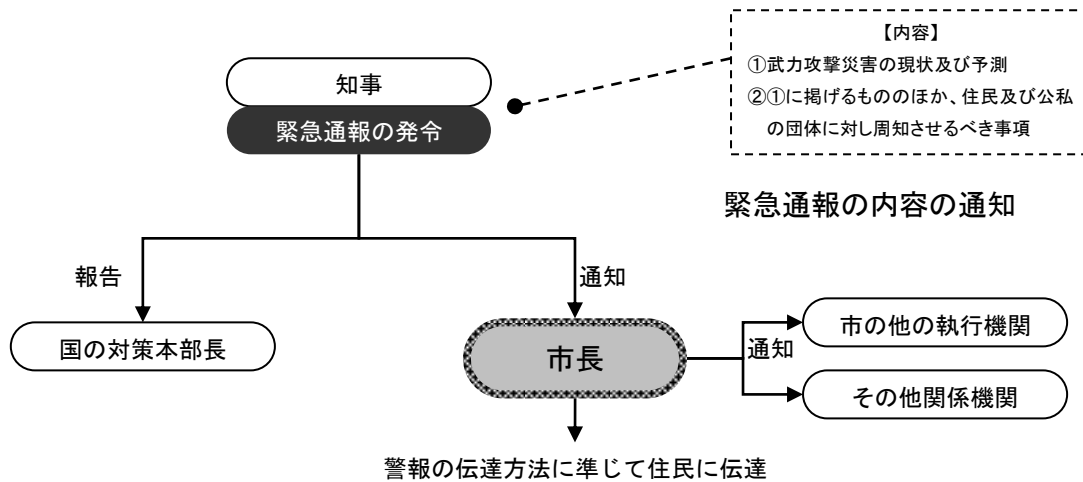 【内容】
①武力攻撃災害の現状及び予測
②①に掲げるもののほか、住民及び公私
の団体に対し周知させるべき事項
知事
緊急通報の発令
緊急通報の内容の通知
報告
通知
国の対策本部長
市長
通知
市の他の執行機関
その他関係機関
警報の伝達方法に準じて住民に伝達